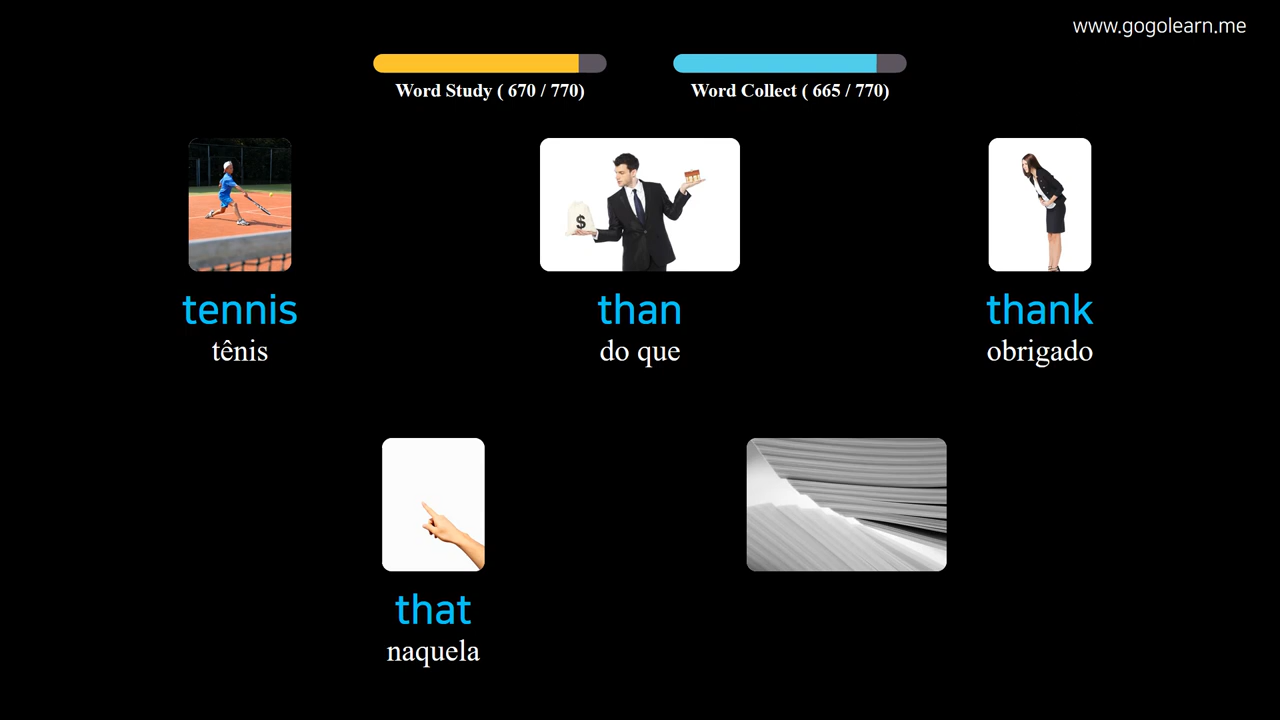 www.gogolearn.me
Word Study ( 670 / 770)
Word Collect ( 665 / 770)
tennis
tênis
than
do que
thank
obrigado
that
naquela